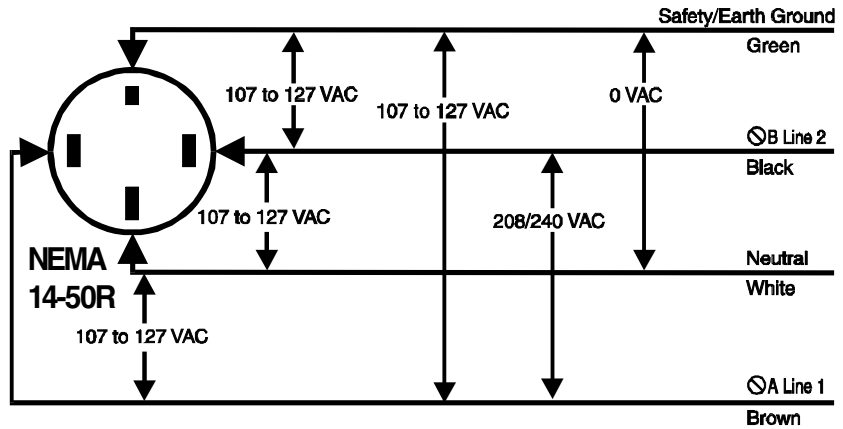 Safety/Earth Ground
Green
107 to 127 VAC
107 to 127 VAC
0 VAC
⦸B Line 2
Black
107 to 127 VAC
208/240 VAC
NEMA
14-50R
Neutral
White
107 to 127 VAC
⦸A Line 1
Brown